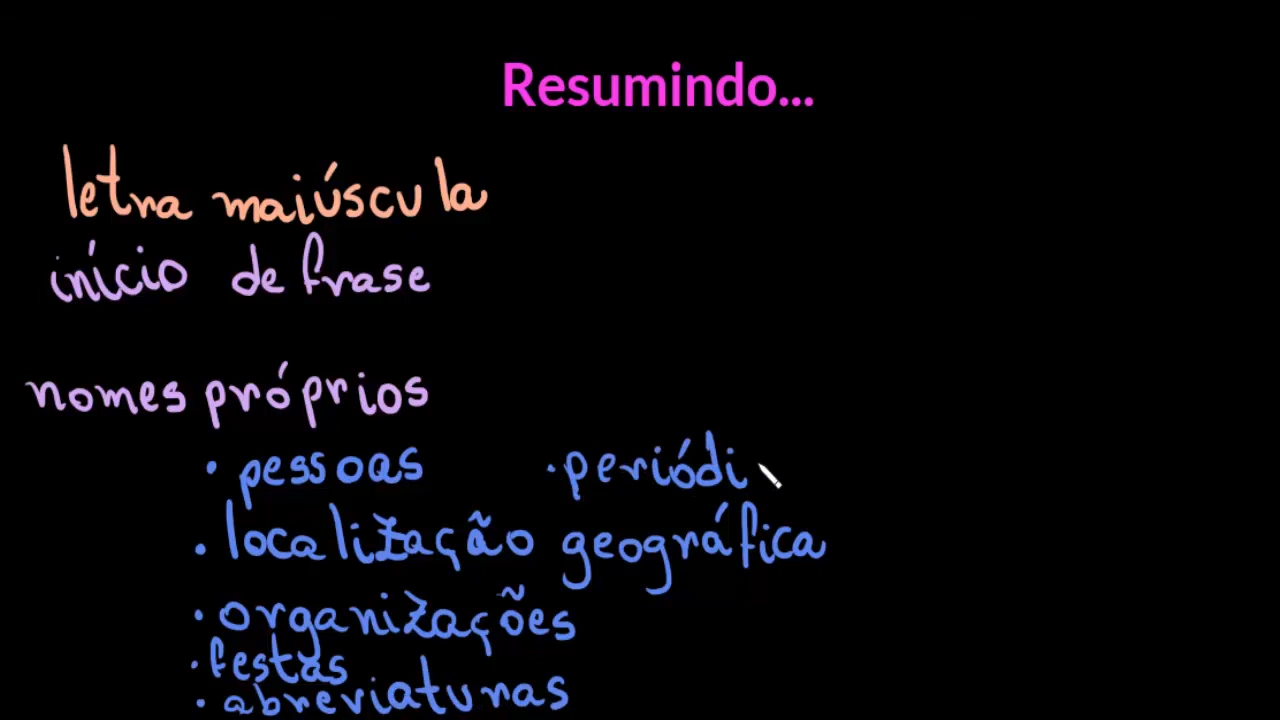 Resumindo...
letra maiúscula
início de frase
nomes próprios
· pessoas · periódi
· localização geográfica
· organizações
· festas
· abreviaturas